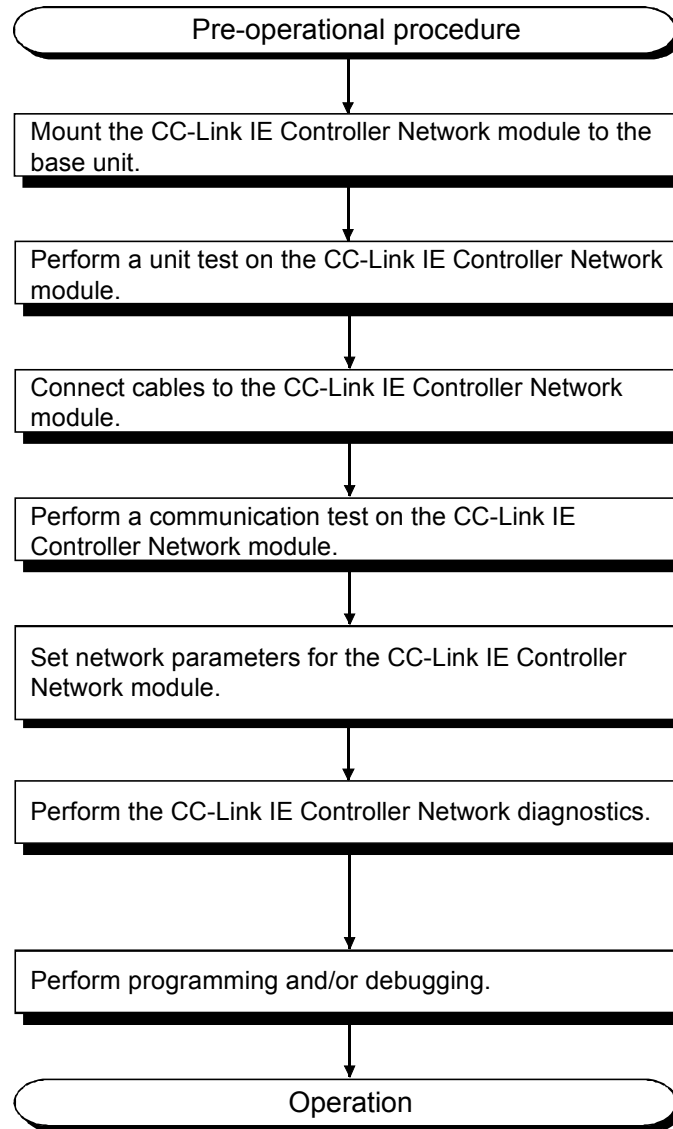 Pre-operational procedure
Mount the CC-Link IE Controller Network module to the
base unit.
Perform a unit test on the CC-Link IE Controller Network
module.
Connect cables to the CC-Link IE Controller Network
module.
Perform a communication test on the CC-Link IE
Controller Network module.
Set network parameters for the CC-Link IE Controller
Network module.
Perform the CC-Link IE Controller Network diagnostics.
Perform programming and/or debugging.
Operation